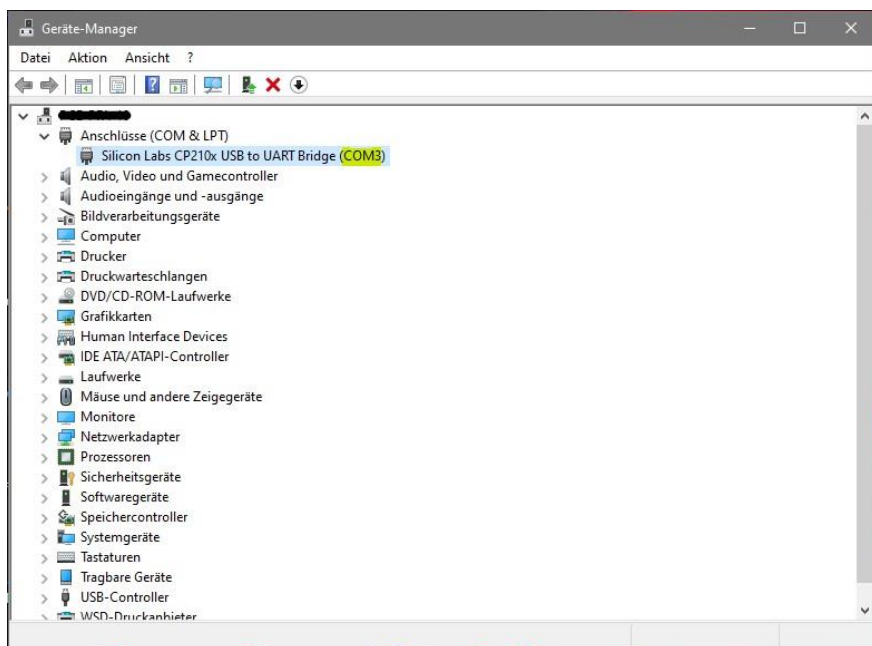 Geräte-Manager
Datei Aktion Ansicht ?
Anschlüsse (COM & LPT)
Silicon Labs CP210x USB to UART Bridge (COM3)
Audio, Video und Gamecontroller
Audioeingänge und -ausgänge
Bildverarbeitungsgeräte
Computer
Drucker
Druckwarteschlangen
DVD/CD-ROM-Laufwerke
Grafikkarten
Human Interface Devices
IDE ATA/ATAPI-Controller
Laufwerke
Mäuse und andere Zeigegeräte
Monitore
Netzwerkadapter
Prozessoren
Sicherheitsgeräte
Softwaregeräte
Speichercontroller
Systemgeräte
Tastaturen
Tragbare Geräte
USB-Controller
WSD-Druckanbieter